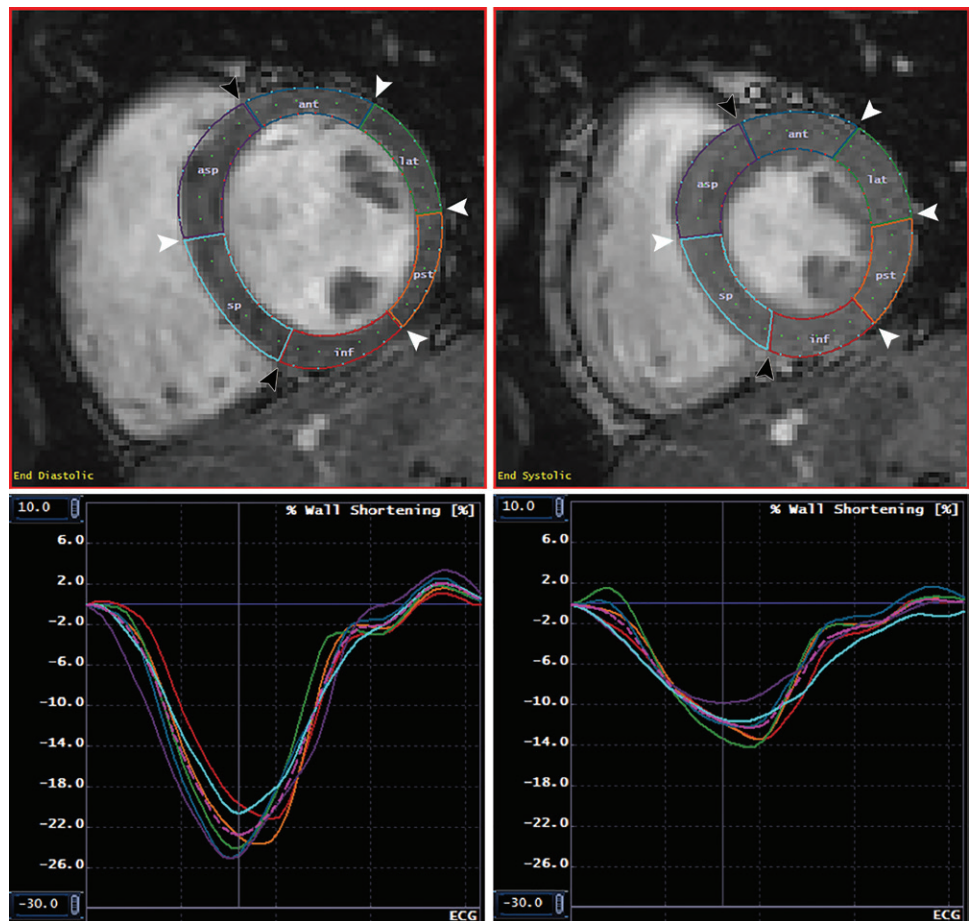 ant
lat
asp
pst
sp
inf
End Diastolic
ant
lat
asp
pst
sp
inf
End Systolic
10.0
% Wall Shortening [%]
6.0
2.0
-2.0
-6.0
-10.0
-14.0
-18.0
-22.0
-26.0
-30.0
ECG
10.0
% Wall Shortening [%]
6.0
2.0
-2.0
-6.0
-10.0
-14.0
-18.0
-22.0
-26.0
-30.0
ECG